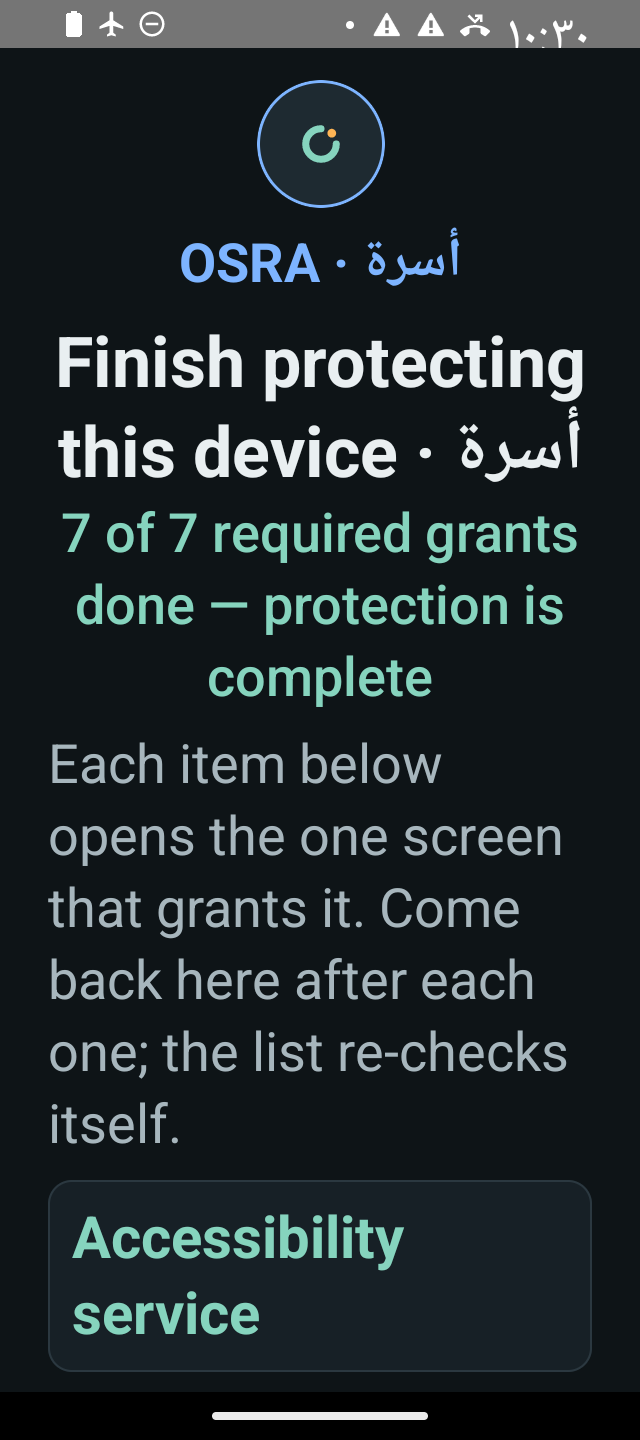 ١٠:٣٠
OSRA · أسرة
Finish protecting
this device · أسرة
7 of 7 required grants
done — protection is
complete
Each item below
opens the one screen
that grants it. Come
back here after each
one; the list re-checks
itself.
Accessibility
service